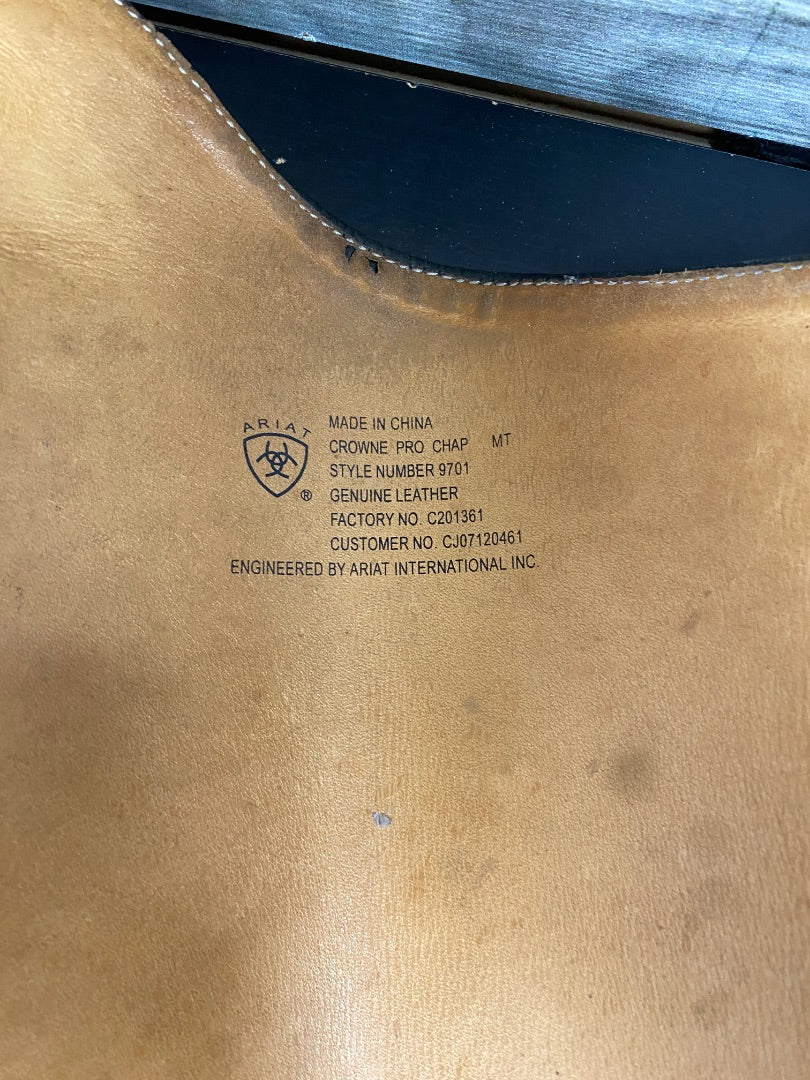 ARIAT
®
MADE IN CHINA
CROWNE PRO CHAP MT
STYLE NUMBER 9701
GENUINE LEATHER
FACTORY NO. C201361
CUSTOMER NO. CJ07120461
ENGINEERED BY ARIAT INTERNATIONAL INC.